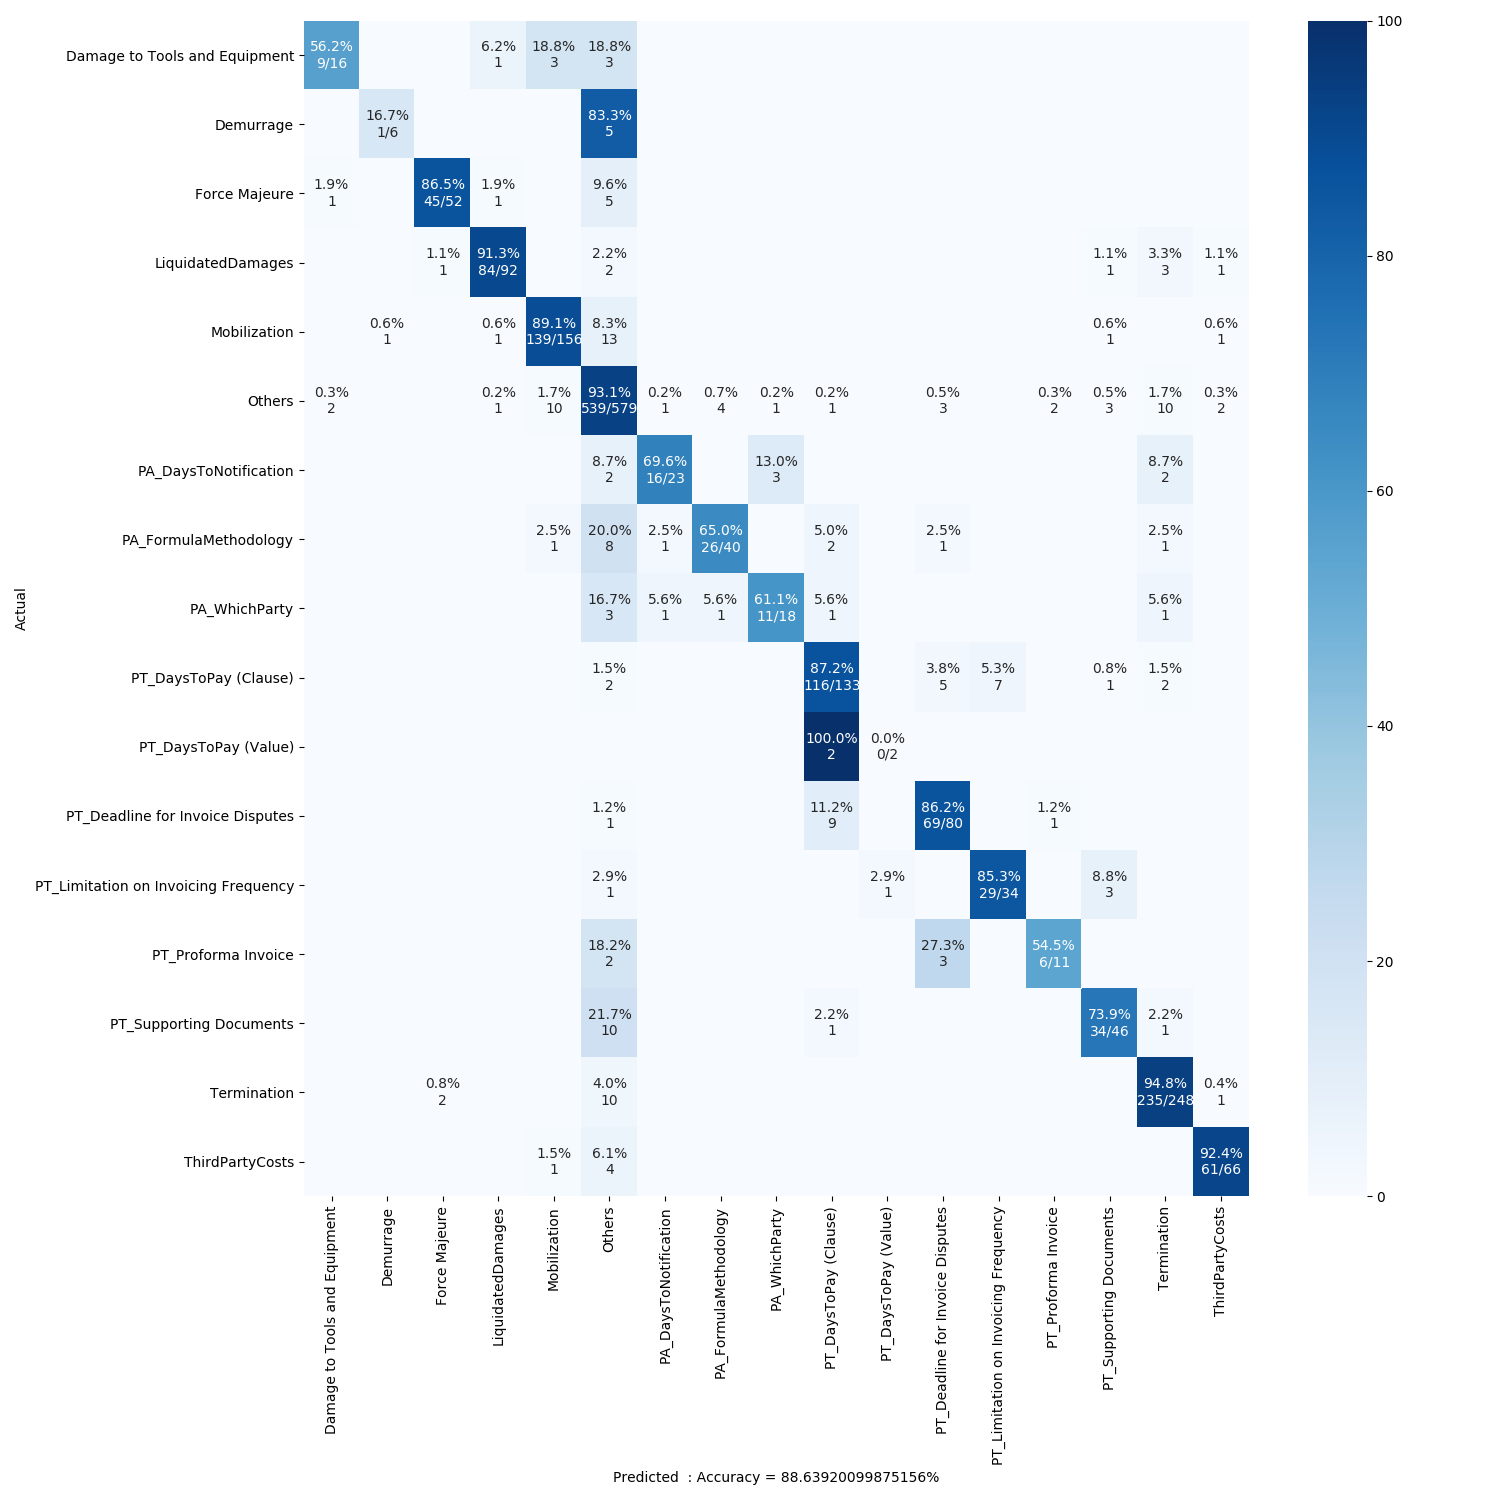 Damage to Tools and Equipment 56.2% 6.2% 18.8% 18.8%
9/16 1 3 3
Demurrage 16.7% 83.3%
1/6 5
Force Majeure 1.9% 86.5% 1.9% 9.6%
1 45/52 1 5
LiquidatedDamages 1.1% 91.3% 2.2% 1.1% 3.3% 1.1%
1 84/92 2 1 3 1
Mobilization 0.6% 0.6% 89.1% 8.3% 0.6% 0.6%
1 1 139/156 13 1 1
Others 0.3% 0.2% 1.7% 93.1% 0.2% 0.7% 0.2% 0.2% 0.5% 0.3% 0.5% 1.7% 0.3%
2 1 10 539/579 1 4 1 1 3 2 3 10 2
PA_DaysToNotification 8.7% 69.6% 13.0% 8.7%
2 16/23 3 2
PA_FormulaMethodology 2.5% 20.0% 2.5% 65.0% 5.0% 2.5% 2.5%
1 8 1 26/40 2 1 1
PA_WhichParty 16.7% 5.6% 5.6% 61.1% 5.6% 5.6%
3 1 1 11/18 1 1
PT_DaysToPay (Clause) 1.5% 87.2% 3.8% 5.3% 0.8% 1.5%
2 116/133 5 7 1 2
PT_DaysToPay (Value) 100.0% 0.0%
2 0/2
PT_Deadline for Invoice Disputes 1.2% 11.2% 86.2% 1.2%
1 9 69/80 1
PT_Limitation on Invoicing Frequency 2.9% 2.9% 85.3% 8.8%
1 1 29/34 3
PT_Proforma Invoice 18.2% 27.3% 54.5%
2 3 6/11
PT_Supporting Documents 21.7% 2.2% 73.9% 2.2%
10 1 34/46 1
Termination 0.8% 4.0% 94.8% 0.4%
2 10 235/248 1
ThirdPartyCosts 1.5% 6.1% 92.4%
1 4 61/66
Actual
Damage to Tools and Equipment
Demurrage
Force Majeure
LiquidatedDamages
Mobilization
Others
PA_DaysToNotification
PA_FormulaMethodology
PA_WhichParty
PT_DaysToPay (Clause)
PT_DaysToPay (Value)
PT_Deadline for Invoice Disputes
PT_Limitation on Invoicing Frequency
PT_Proforma Invoice
PT_Supporting Documents
Termination
ThirdPartyCosts
Predicted  : Accuracy = 88.63920099875156%
100
80
60
40
20
0